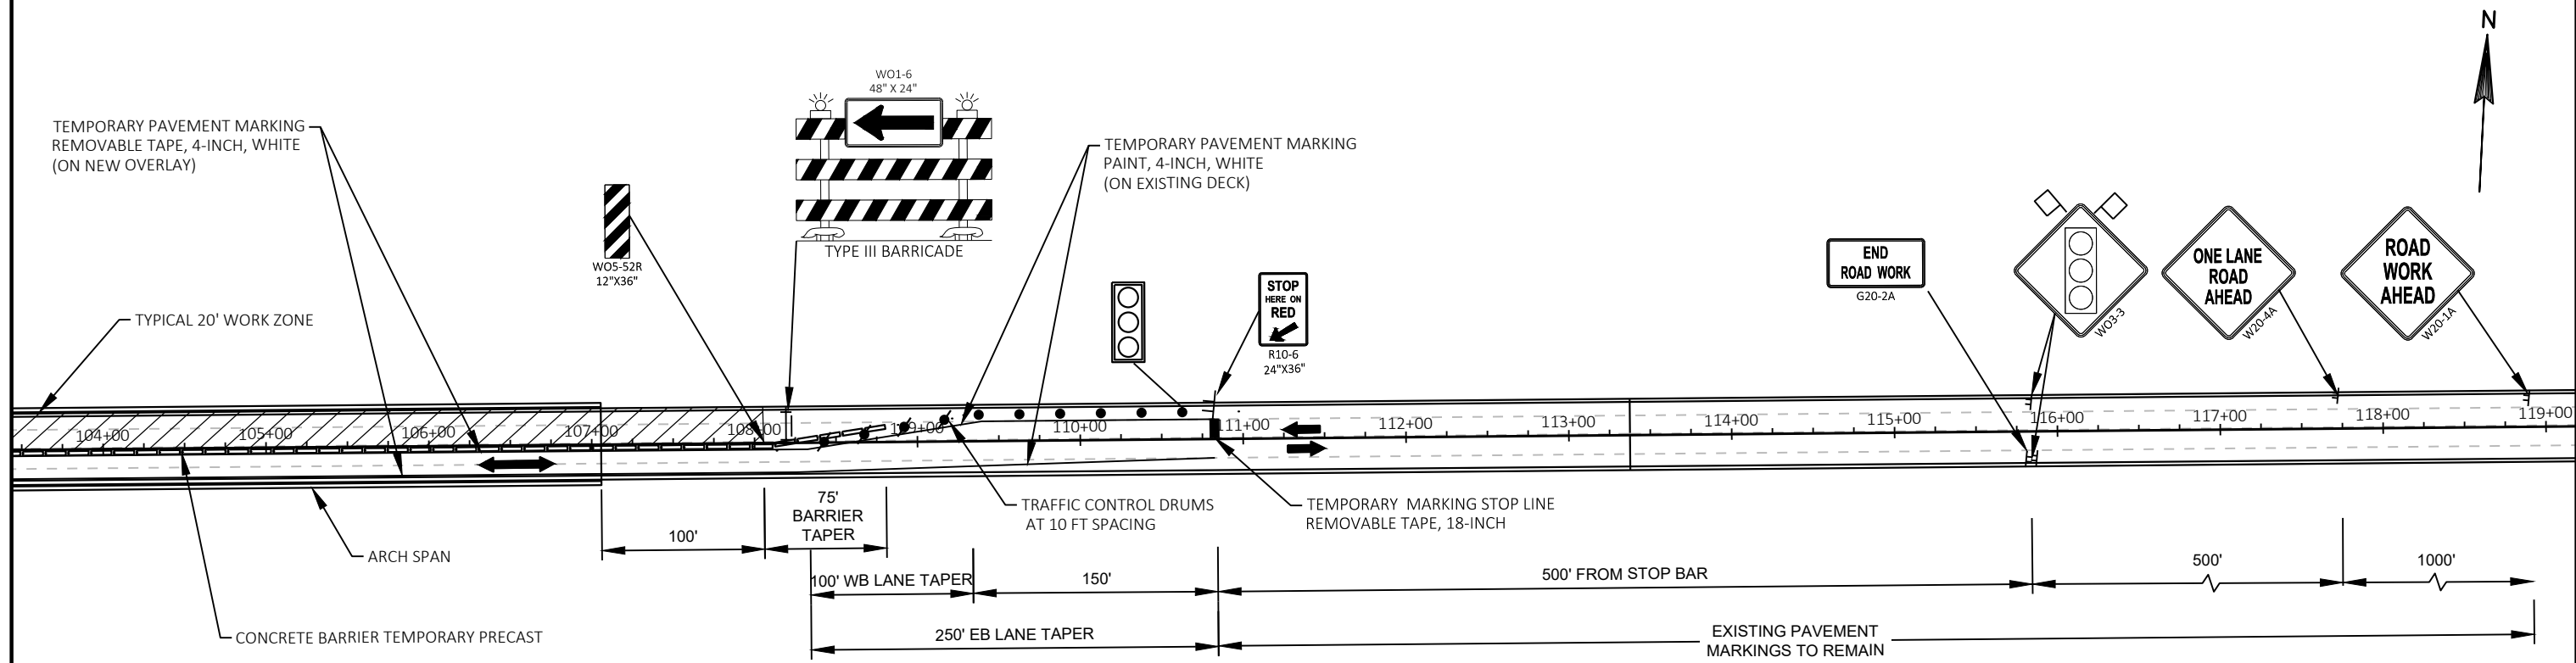 N
WO1-6
48" X 24"
TEMPORARY PAVEMENT MARKING
REMOVABLE TAPE, 4-INCH, WHITE
(ON NEW OVERLAY)
TEMPORARY PAVEMENT MARKING
PAINT, 4-INCH, WHITE
(ON EXISTING DECK)
TYPE III BARRICADE
WO5-52R
12"X36"
STOP
HERE ON
RED
R10-6
24"X36"
END
ROAD WORK
G20-2A
WO3-3
ONE LANE
ROAD
AHEAD
W20-4A
ROAD
WORK
AHEAD
W20-1A
TYPICAL 20' WORK ZONE
104+00
105+00
106+00
107+00
108+00
109+00
110+00
111+00
112+00
113+00
114+00
115+00
116+00
117+00
118+00
119+00
75'
BARRIER
TAPER
TRAFFIC CONTROL DRUMS
AT 10 FT SPACING
TEMPORARY MARKING STOP LINE
REMOVABLE TAPE, 18-INCH
100'
ARCH SPAN
100' WB LANE TAPER
150'
500' FROM STOP BAR
500'
1000'
CONCRETE BARRIER TEMPORARY PRECAST
250' EB LANE TAPER
EXISTING PAVEMENT
MARKINGS TO REMAIN